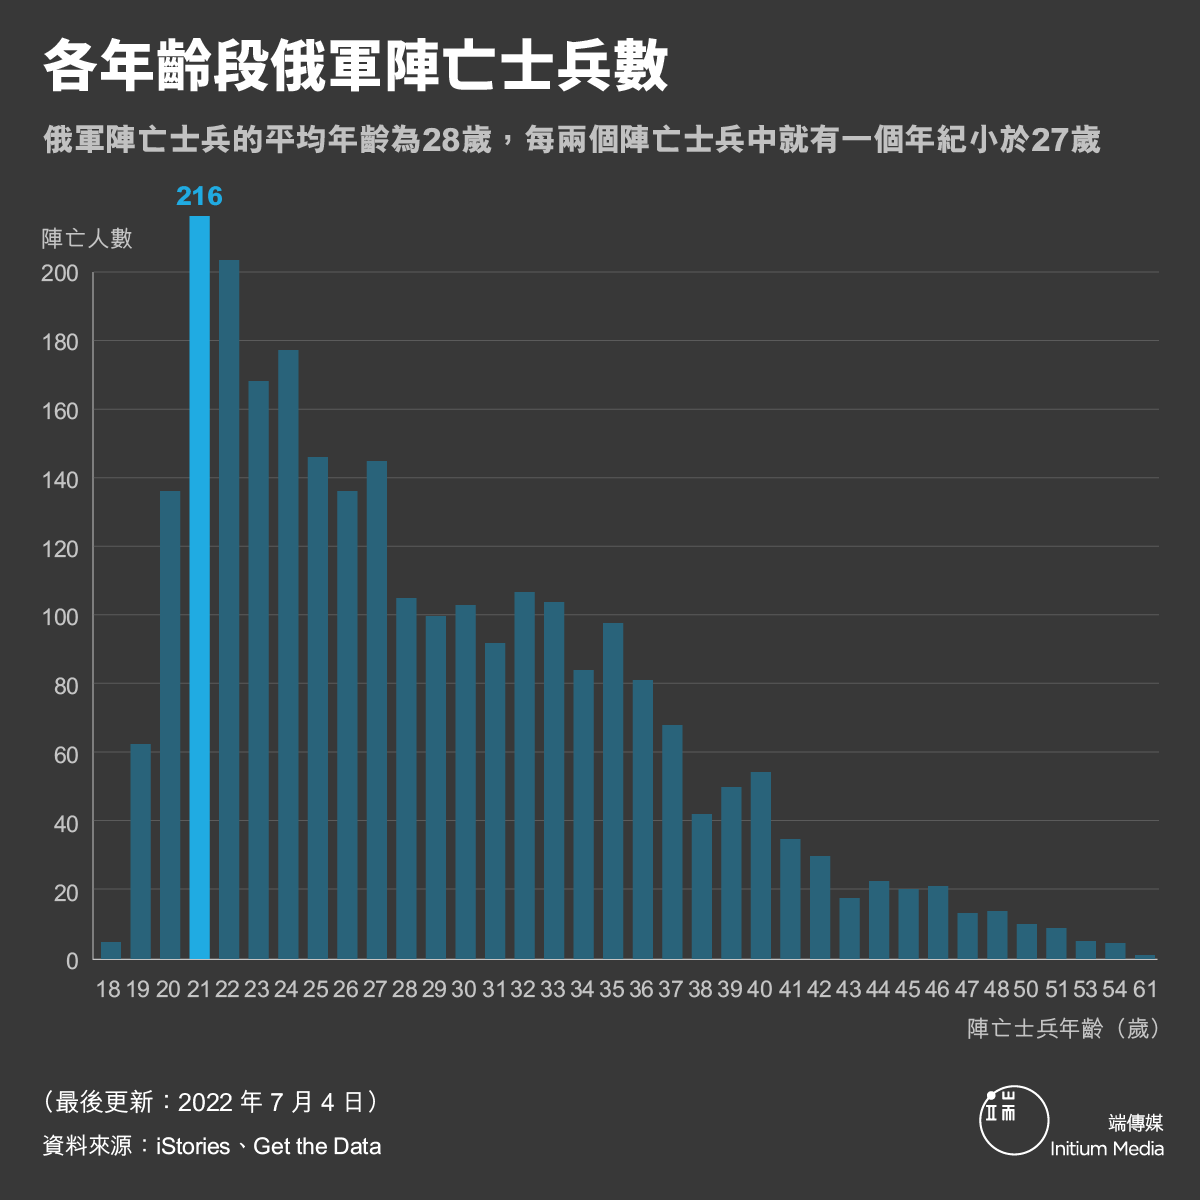 各年齡段俄軍陣亡士兵數
俄軍陣亡士兵的平均年齡為28歲，每兩個陣亡士兵中就有一個年紀小於27歲
216
陣亡人數
200
180
160
140
120
100
80
60
40
20
0
18 19 20 21 22 23 24 25 26 27 28 29 30 31 32 33 34 35 36 37 38 39 40 41 42 43 44 45 46 47 48 50 51 53 54 61
陣亡士兵年齡（歲）
（最後更新：2022 年 7 月 4 日）
資料來源：iStories、Get the Data
端
端傳媒
Initium Media